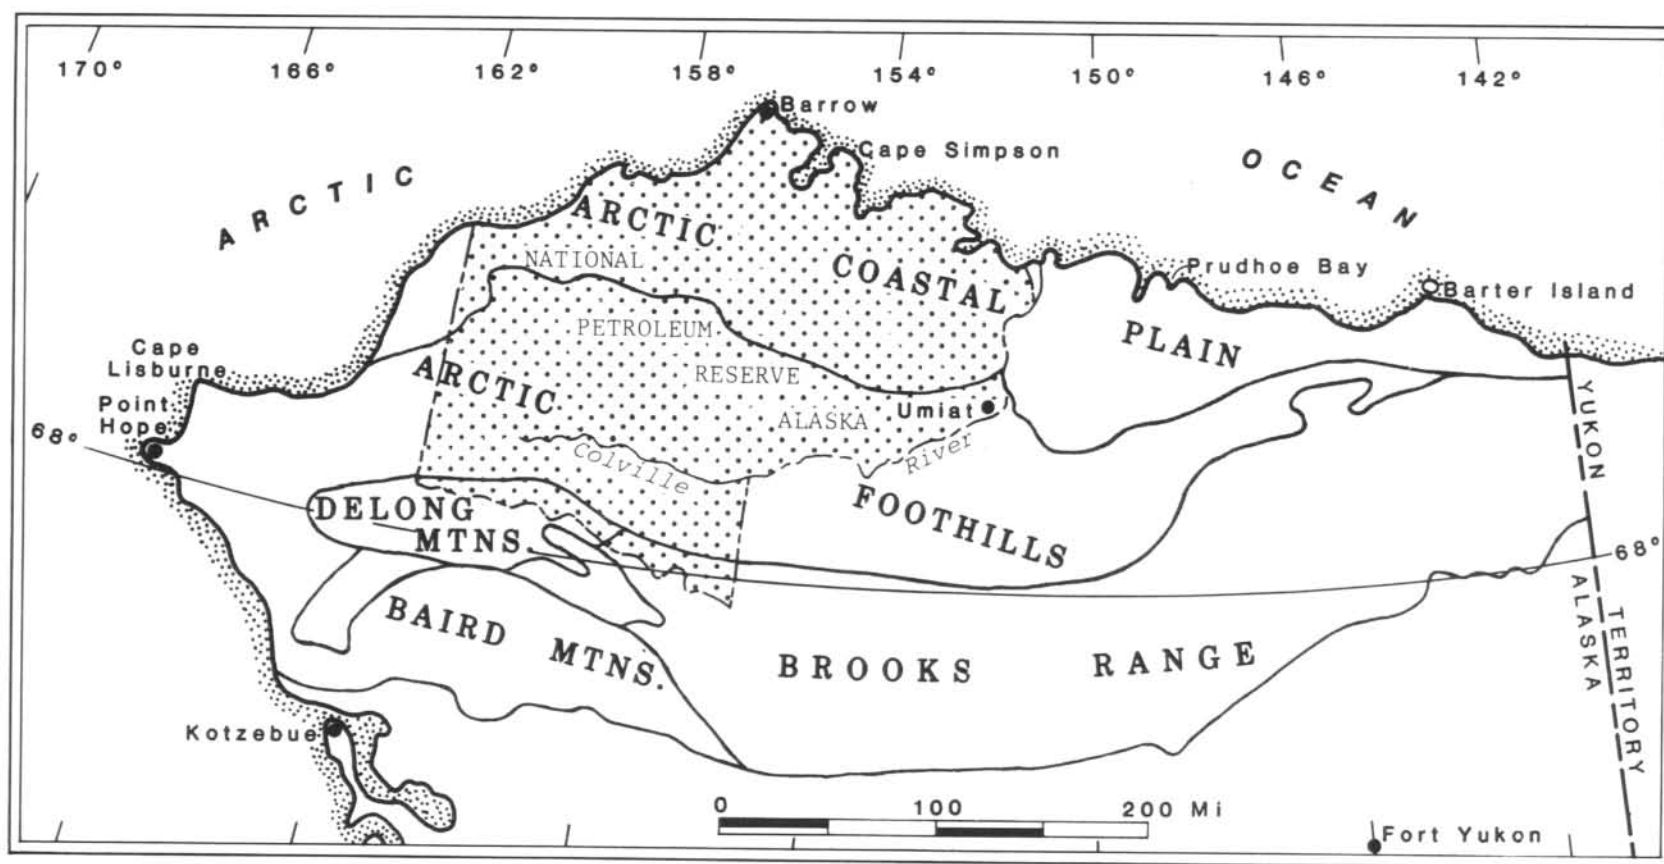 170° 166° 162° 158° 154° 150° 146° 142°
Barrow
Cape Simpson
ARCTIC OCEAN
ARCTIC COASTAL PLAIN
NATIONAL
PETROLEUM
RESERVE
ALASKA
Prudhoe Bay
Barter Island
Cape
Lisburne
Point
Hope
68°
ARCTIC FOOTHILLS
Umiat
Colville River
YUKON TERRITORY
ALASKA
68°
DELONG
MTNS.
BAIRD MTNS.
BROOKS RANGE
Kotzebue
0 100 200 Mi
Fort Yukon